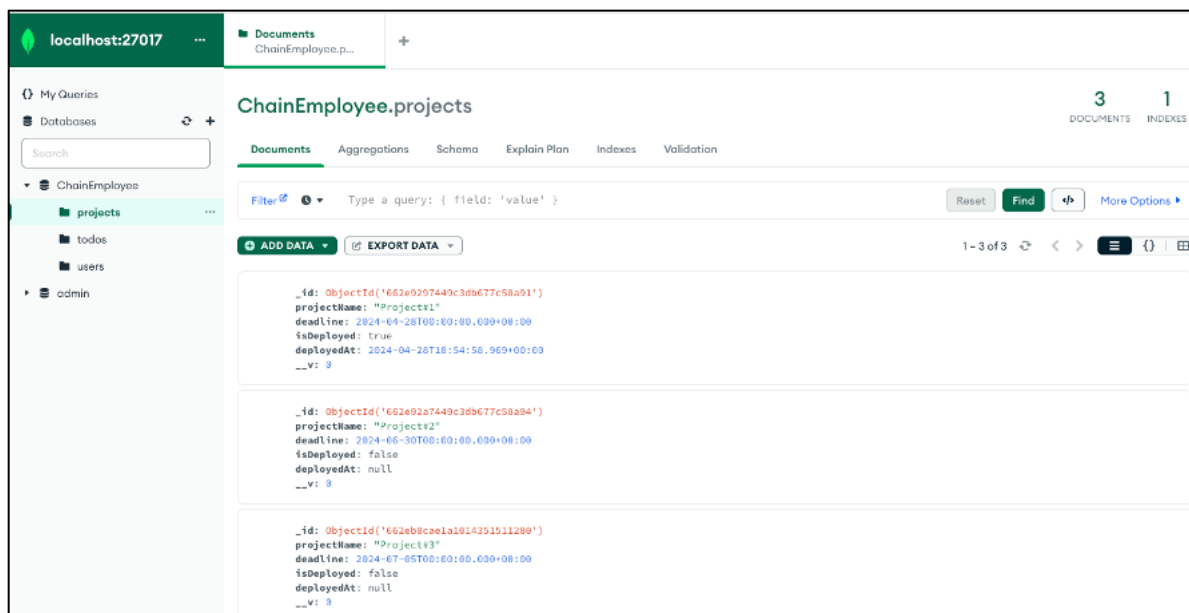 localhost:27017 ...
Documents
ChainEmployee.p...
+
{} My Queries
Databases
Search
ChainEmployee
projects ...
todos
users
admin
ChainEmployee.projects
3
DOCUMENTS
1
INDEXES
Documents Aggregations Schema Explain Plan Indexes Validation
Filter Type a query: { field: 'value' } Reset Find </> More Options
ADD DATA EXPORT DATA 1 – 3 of 3 {}
_id: ObjectId('662e9297449c3db677c58a91')
projectName: "Project#1"
deadline: 2024-04-28T00:00:00.000+00:00
isDeployed: true
deployedAt: 2024-04-28T18:54:58.969+00:00
__v: 0
_id: ObjectId('662e92a7449c3db677c58a94')
projectName: "Project#2"
deadline: 2024-06-30T00:00:00.000+00:00
isDeployed: false
deployedAt: null
__v: 0
_id: ObjectId('662eb8cae1a1014351511280')
projectName: "Project#3"
deadline: 2024-07-05T00:00:00.000+00:00
isDeployed: false
deployedAt: null
__v: 0